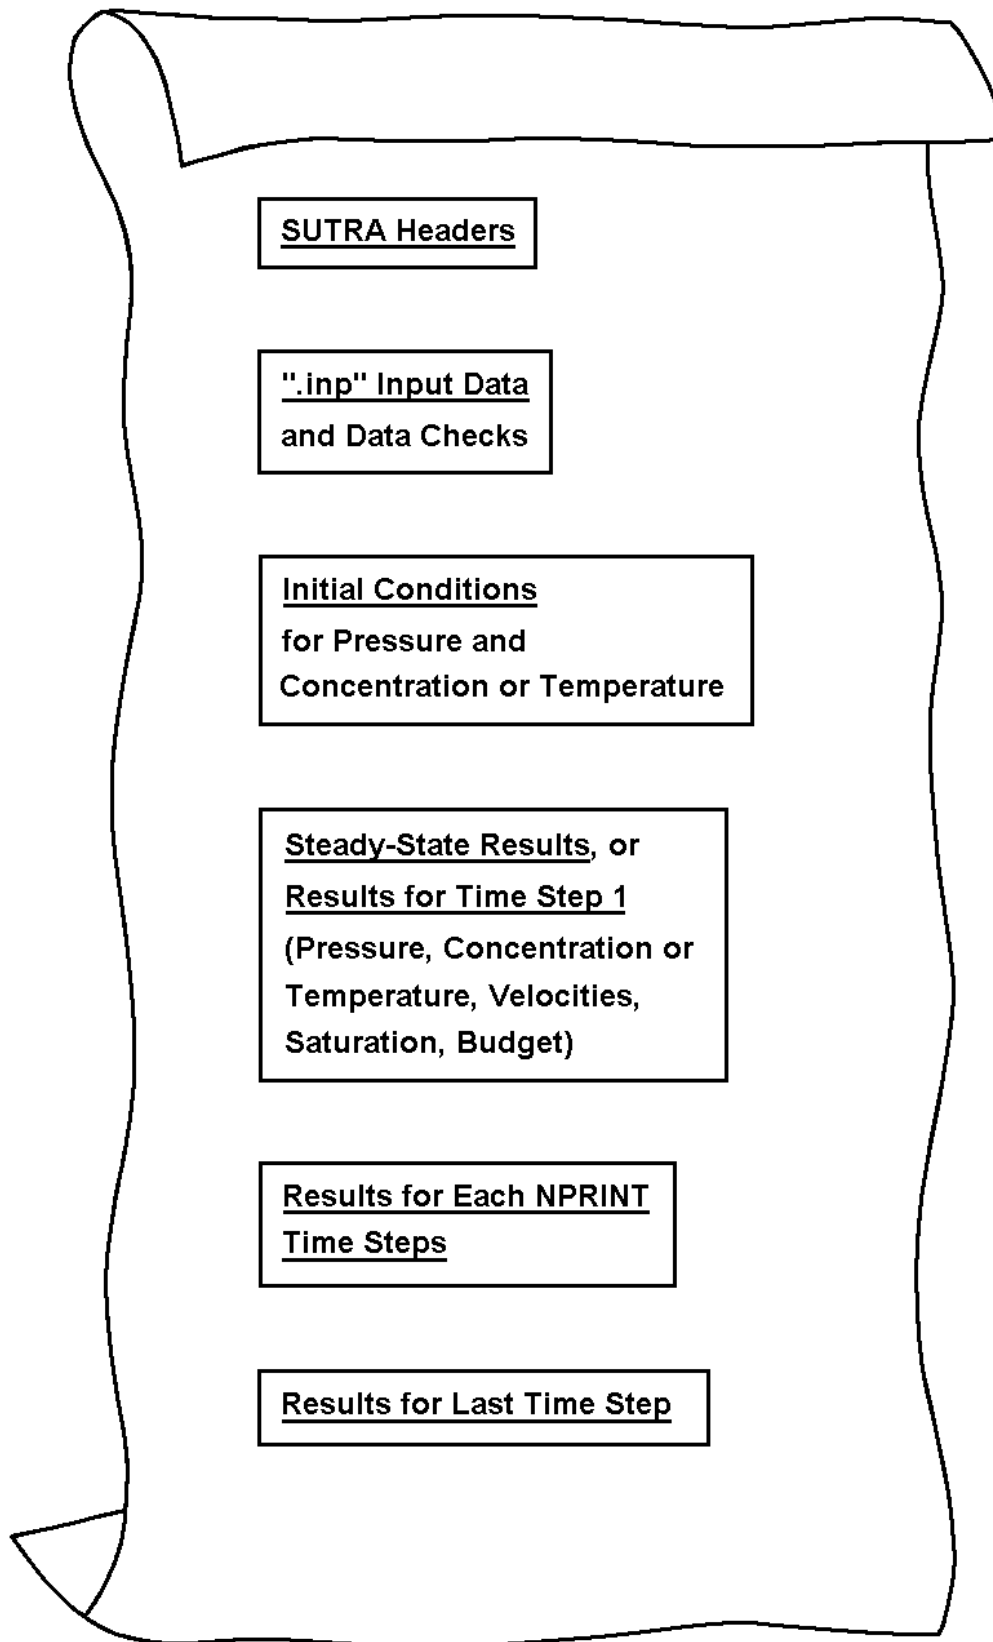 SUTRA Headers
".inp" Input Data
and Data Checks
Initial Conditions
for Pressure and
Concentration or Temperature
Steady-State Results, or
Results for Time Step 1
(Pressure, Concentration or
Temperature, Velocities,
Saturation, Budget)
Results for Each NPRINT
Time Steps
Results for Last Time Step